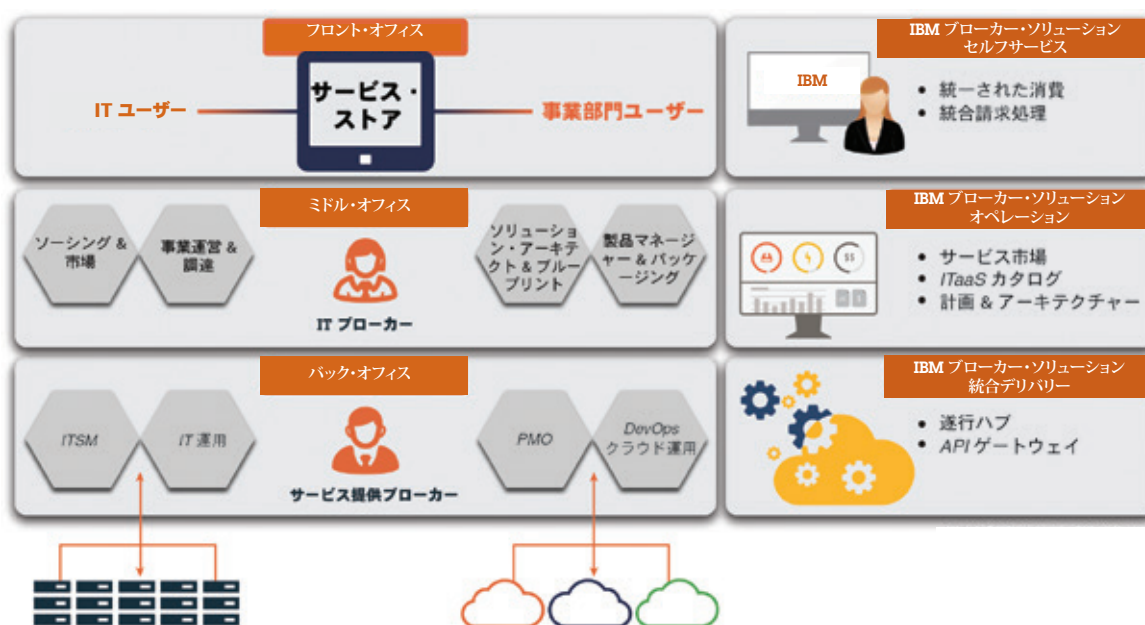 フロント・オフィス
IT ユーザー
サービス・
ストア
事業部門ユーザー
IBM ブローカー・ソリューション
セルフサービス
IBM
• 統一された消費
• 統合請求処理
ミドル・オフィス
ソーシング &
市場
事業運営 &
調達
IT ブローカー
ソリューショ
ン・アーキテ
クト & ブルー
プリント
製品マネージ
ャー & パッケ
ージング
IBM ブローカー・ソリューション
オペレーション
$$
• サービス市場
• ITaaS カタログ
• 計画 & アーキテクチャー
バック・オフィス
ITSM
IT 運用
サービス提供ブローカー
PMO
DevOps
クラウド運用
IBM ブローカー・ソリューション
統合デリバリー
• 遂行ハブ
• API ゲートウェイ